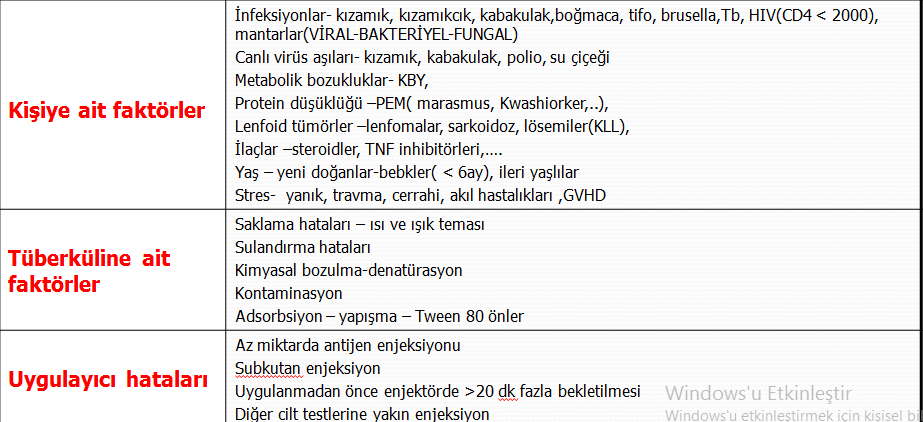 Kişiye ait faktörler
İnfeksiyonlar- kızamık, kızamıkcık, kabakulak,boğmaca, tifo, brusella,Tb, HIV(CD4 < 2000),
mantarlar(VİRAL-BAKTERİYEL-FUNGAL)
Canlı virüs aşıları- kızamık, kabakulak, polio, su çiçeği
Metabolik bozukluklar- KBY,
Protein düşüklüğü –PEM( marasmus, Kwashiorker,..),
Lenfoid tümörler –lenfomalar, sarkoidoz, lösemiler(KLL),
İlaçlar –steroidler, TNF inhibitörleri,....
Yaş – yeni doğanlar-bebkler( < 6ay), ileri yaşlılar
Stres- yanık, travma, cerrahi, akıl hastalıkları ,GVHD
Tüberküline ait
faktörler
Saklama hataları – ısı ve ışık teması
Sulandırma hataları
Kimyasal bozulma-denatürasyon
Kontaminasyon
Adsorbsiyon – yapışma – Tween 80 önler
Uygulayıcı hataları
Az miktarda antijen enjeksiyonu
Subkutan enjeksiyon
Uygulanmadan önce enjektörde >20 dk fazla bekletilmesi
Diğer cilt testlerine yakın enjeksiyon
Windows'u Etkinleştir
Windows'u etkinleştirmek için kişisel bi